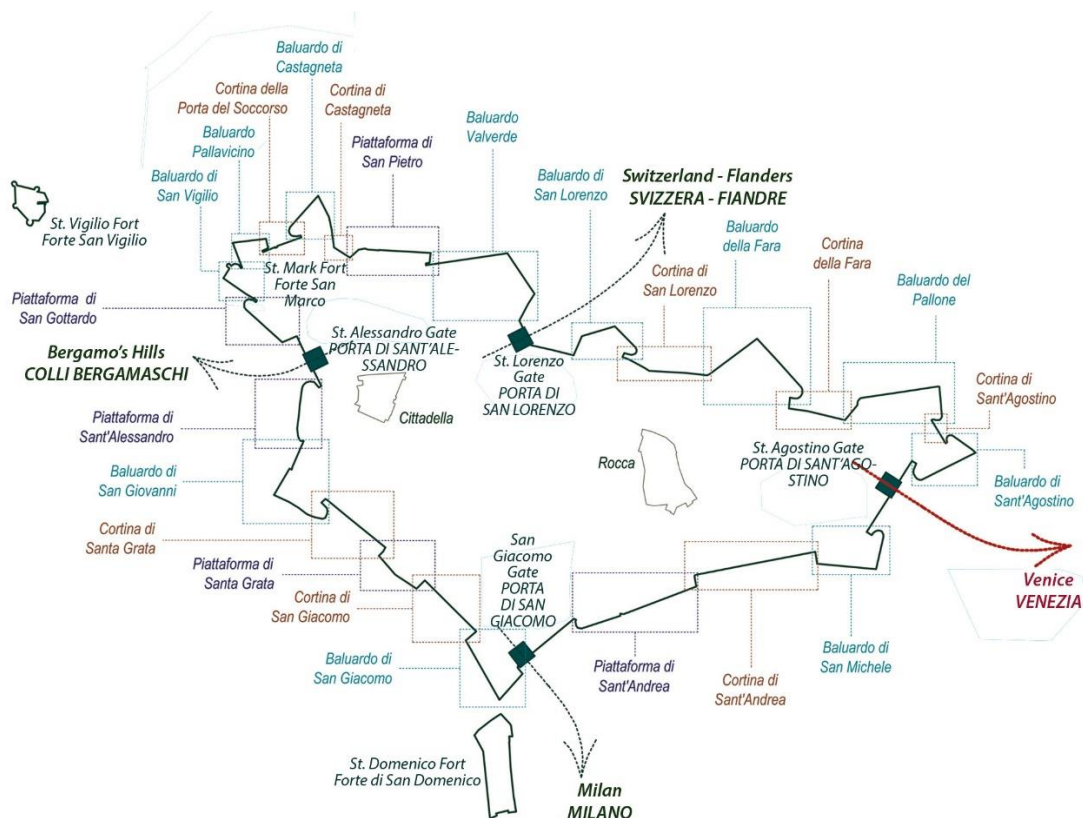 Baluardo di
Castagneta
Cortina della
Porta del Soccorso
Cortina di
Castagneta
Baluardo
Pallavicino
Piattaforma di
San Pietro
Baluardo
Valverde
Baluardo di
San Vigilio
Baluardo di
San Lorenzo
Switzerland - Flanders
SVIZZERA - FIANDRE
St. Vigilio Fort
Forte San Vigilio
Baluardo
della Fara
Cortina
della Fara
St. Mark Fort
Forte San
Marco
Cortina di
San Lorenzo
Baluardo del
Pallone
Piattaforma di
San Gottardo
St. Alessandro Gate
PORTA DI SANT'ALE-
SSANDRO
Bergamo's Hills
COLLI BERGAMASCHI
St. Lorenzo
Gate
PORTA DI
SAN LORENZO
Cittadella
Cortina di
Sant'Agostino
Piattaforma di
Sant'Alessandro
St. Agostino Gate
PORTA DI SANT'AGO-
STINO
Rocca
Baluardo di
San Giovanni
Baluardo di
Sant'Agostino
Cortina di
Santa Grata
San
Giacomo
Gate
PORTA
DI SAN
GIACOMO
Piattaforma di
Santa Grata
Venice
VENEZIA
Cortina di
San Giacomo
Baluardo di
San Giacomo
Piattaforma di
Sant'Andrea
Cortina di
Sant'Andrea
Baluardo di
San Michele
St. Domenico Fort
Forte di San Domenico
Milan
MILANO